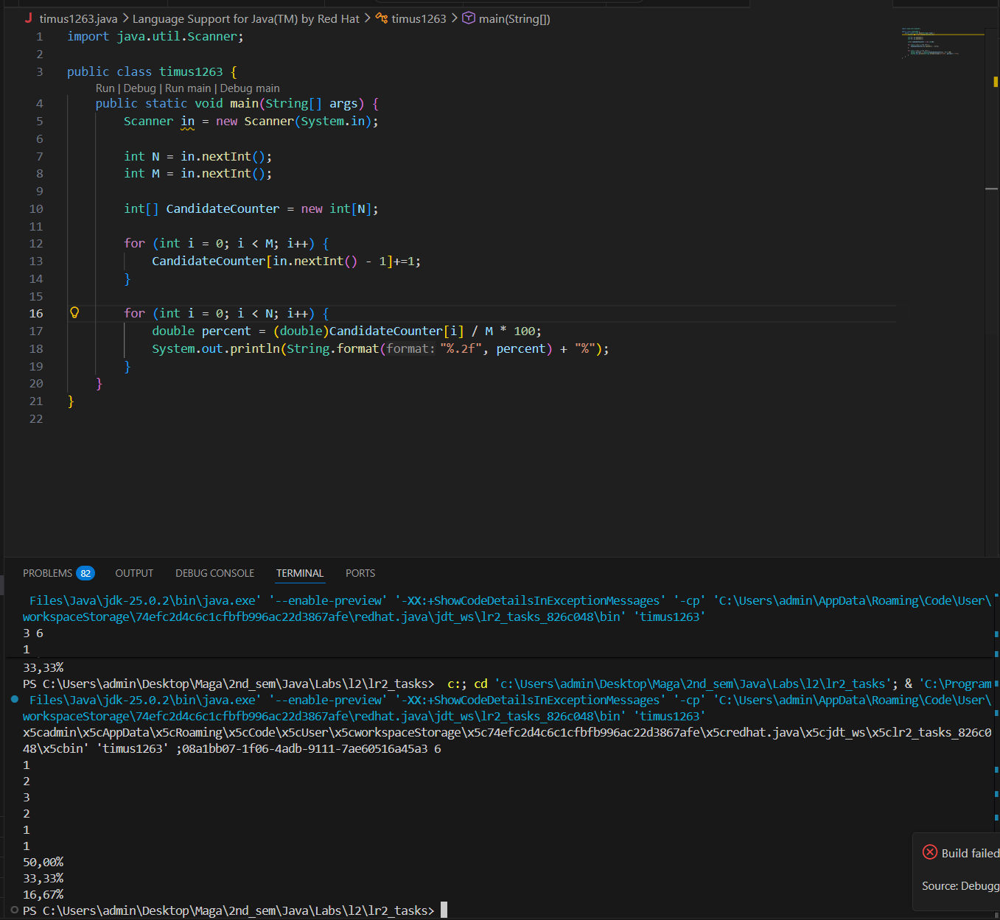 timus1263.java > Language Support for Java(TM) by Red Hat > timus1263 > main(String[])
1 import java.util.Scanner;
2
3 public class timus1263 {
Run | Debug | Run main | Debug main
4 public static void main(String[] args) {
5 Scanner in = new Scanner(System.in);
6
7 int N = in.nextInt();
8 int M = in.nextInt();
9
10 int[] CandidateCounter = new int[N];
11
12 for (int i = 0; i < M; i++) {
13 CandidateCounter[in.nextInt() - 1]+=1;
14 }
15
16 for (int i = 0; i < N; i++) {
17 double percent = (double)CandidateCounter[i] / M * 100;
18 System.out.println(String.format(format: "%.2f", percent) + "%");
19 }
20 }
21 }
22
PROBLEMS 82 OUTPUT DEBUG CONSOLE TERMINAL PORTS
Files\Java\jdk-25.0.2\bin\java.exe' '--enable-preview' '-XX:+ShowCodeDetailsInExceptionMessages' '-cp' 'C:\Users\admin\AppData\Roaming\Code\User\
workspaceStorage\74efc2d4c6c1cfbfb996ac22d3867afe\redhat.java\jdt_ws\lr2_tasks_826c048\bin' 'timus1263'
3 6
1
33,33%
PS C:\Users\admin\Desktop\Maga\2nd_sem\Java\Labs\l2\lr2_tasks> c:; cd 'c:\Users\admin\Desktop\Maga\2nd_sem\Java\Labs\l2\lr2_tasks'; & 'C:\Program
Files\Java\jdk-25.0.2\bin\java.exe' '--enable-preview' '-XX:+ShowCodeDetailsInExceptionMessages' '-cp' 'C:\Users\admin\AppData\Roaming\Code\User\
workspaceStorage\74efc2d4c6c1cfbfb996ac22d3867afe\redhat.java\jdt_ws\lr2_tasks_826c048\bin' 'timus1263'
x5cadmin\x5cAppData\x5cRoaming\x5cCode\x5cUser\x5cworkspaceStorage\x5c74efc2d4c6c1cfbfb996ac22d3867afe\x5credhat.java\x5cjdt_ws\x5clr2_tasks_826c0
48\x5cbin' 'timus1263' ;08a1bb07-1f06-4adb-9111-7ae60516a45a3 6
1
2
3
2
1
1
50,00%
33,33%
16,67%
PS C:\Users\admin\Desktop\Maga\2nd_sem\Java\Labs\l2\lr2_tasks>
Build failed
Source: Debugg